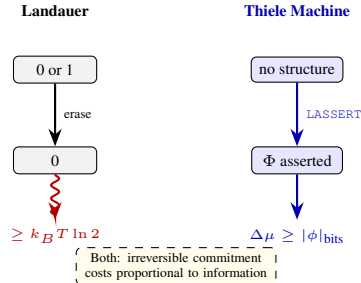 Landauer
Thiele Machine
0 or 1
no structure
erase
LASSERT
0
Φ asserted
≥ k_B T ln 2
Δμ ≥ |ϕ|_bits
Both: irreversible commitment
costs proportional to information